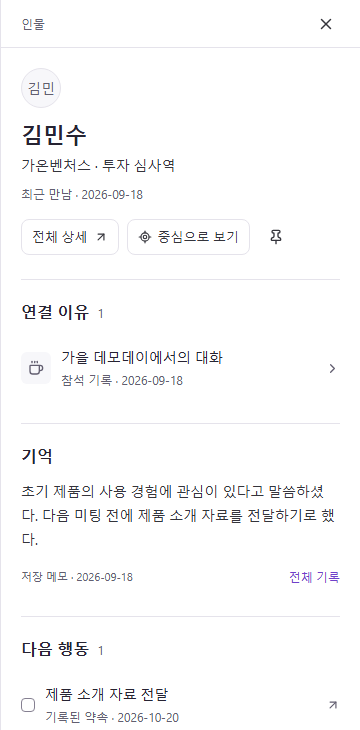 인물
김민
김민수
가온벤처스 · 투자 심사역
최근 만남 · 2026-09-18
전체 상세
중심으로 보기
연결 이유 1
가을 데모데이에서의 대화
참석 기록 · 2026-09-18
기억
초기 제품의 사용 경험에 관심이 있다고 말씀하셨
다. 다음 미팅 전에 제품 소개 자료를 전달하기로 했
다.
저장 메모 · 2026-09-18 전체 기록
다음 행동 1
제품 소개 자료 전달
기록된 약속 · 2026-10-20